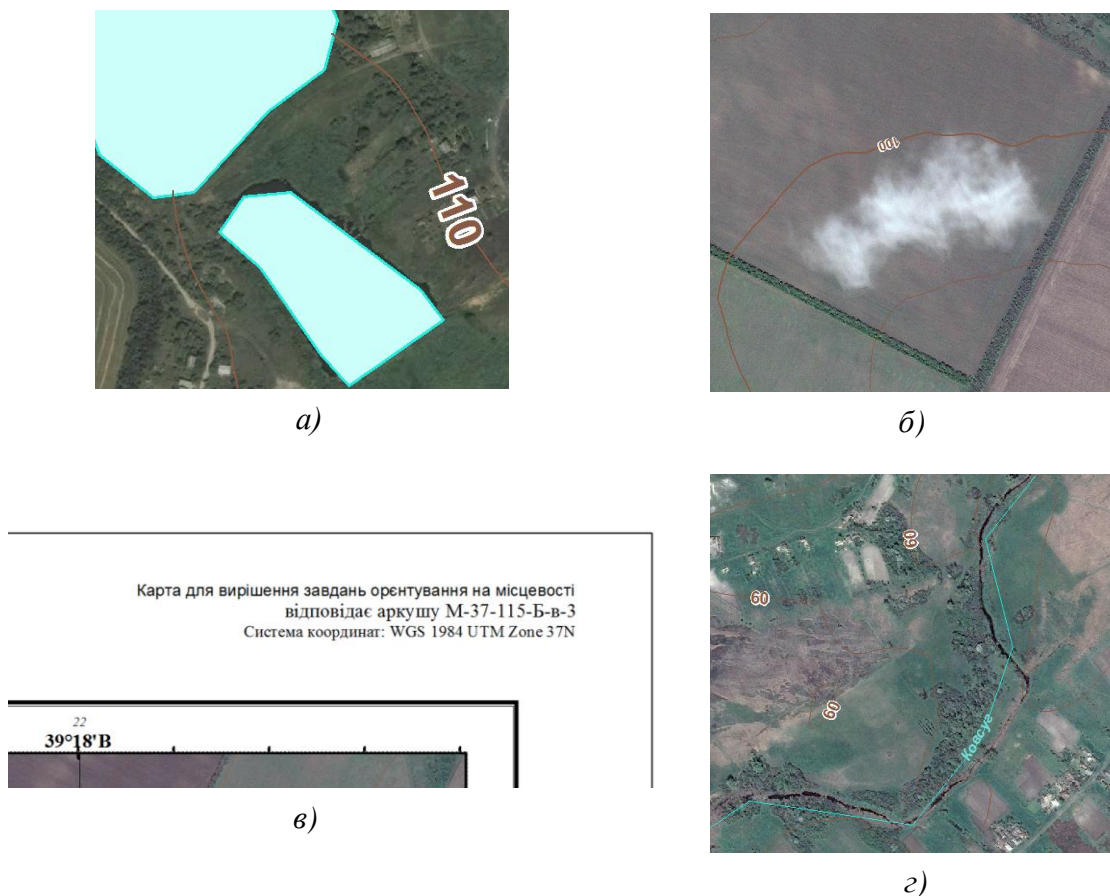 110
100
а)
б)
Карта для вирішення завдань орєнтування на місцевості
відповідає аркушу М-37-115-Б-в-3
Система координат: WGS 1984 UTM Zone 37N
22
39°18'В
в)
60
60
60
Ковсуг
г)